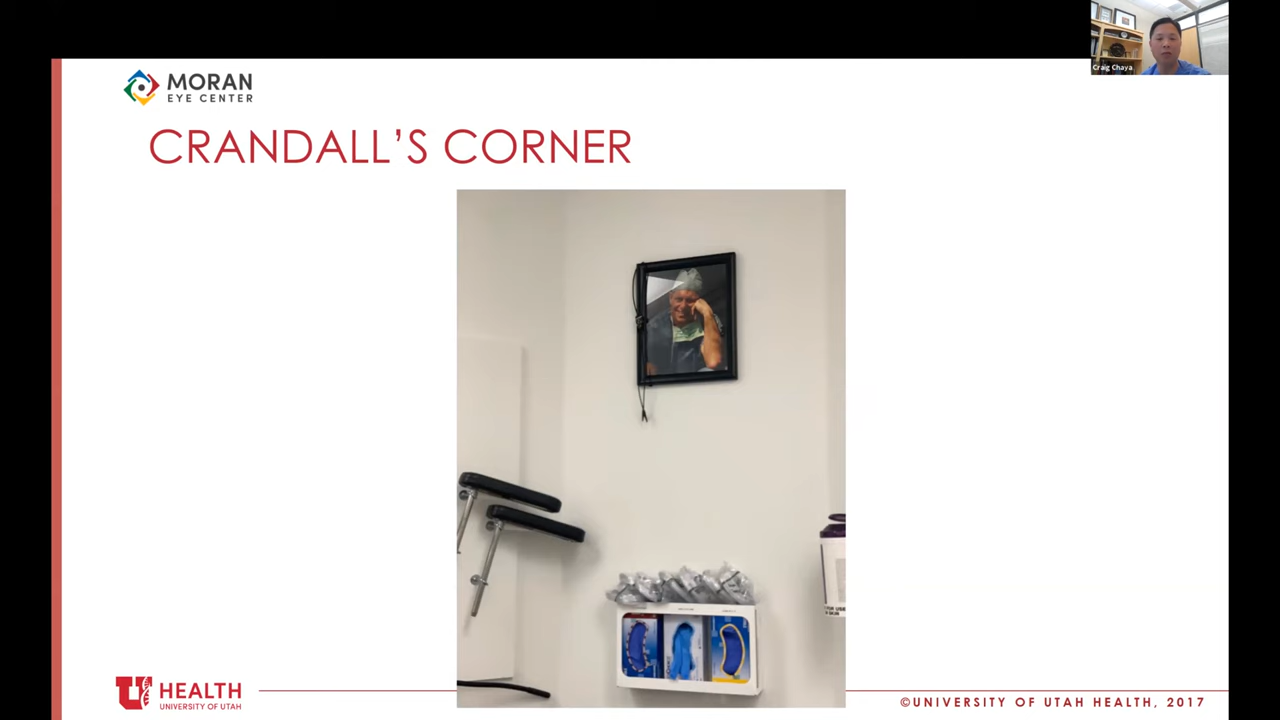 Craig Chaya
MORAN
EYE CENTER
CRANDALL’S CORNER
HEALTH
UNIVERSITY OF UTAH
©UNIVERSITY OF UTAH HEALTH, 2017